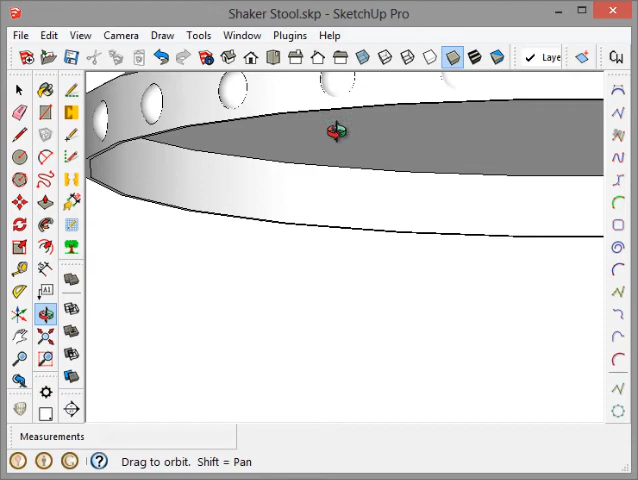 Shaker Stool.skp - SketchUp Pro
File Edit View Camera Draw Tools Window Plugins Help
Laye
A1
Measurements
Drag to orbit. Shift = Pan